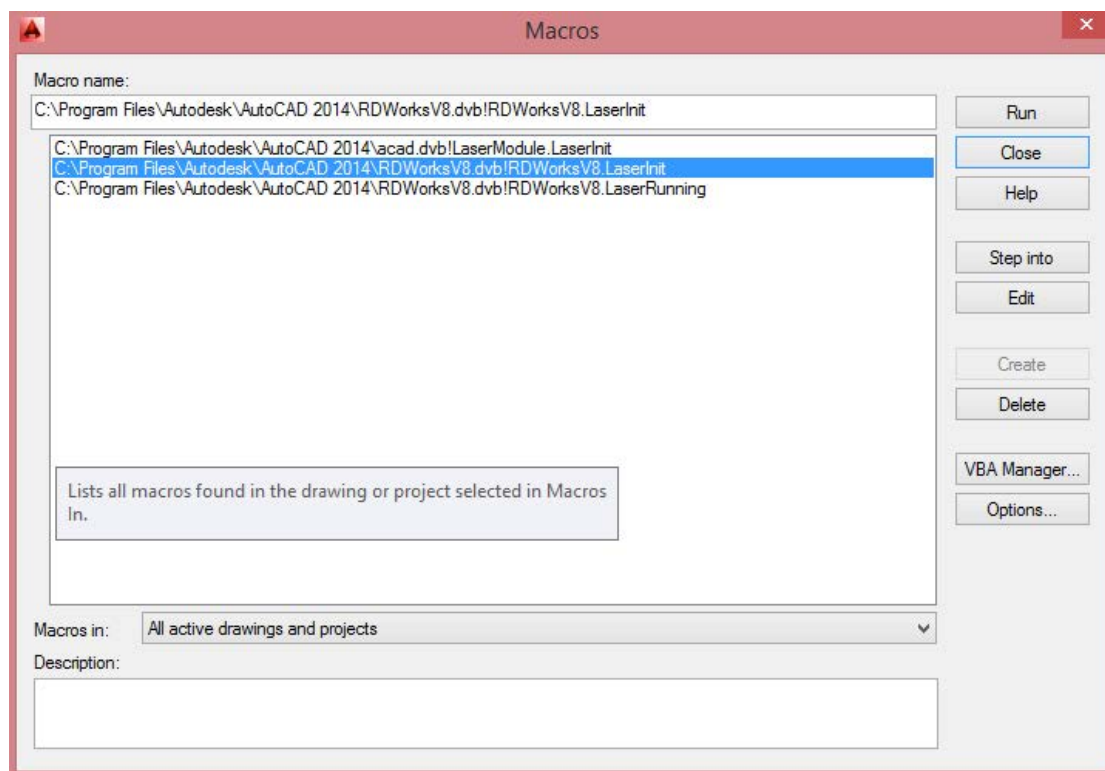 Macros
Macro name:
C:\Program Files\Autodesk\AutoCAD 2014\RDWorksV8.dvb!RDWorksV8.LaserInit
C:\Program Files\Autodesk\AutoCAD 2014\acad.dvb!LaserModule.LaserInit
C:\Program Files\Autodesk\AutoCAD 2014\RDWorksV8.dvb!RDWorksV8.LaserInit
C:\Program Files\Autodesk\AutoCAD 2014\RDWorksV8.dvb!RDWorksV8.LaserRunning
Lists all macros found in the drawing or project selected in Macros
In.
Macros in:
All active drawings and projects
Description:
Run
Close
Help
Step into
Edit
Create
Delete
VBA Manager...
Options...